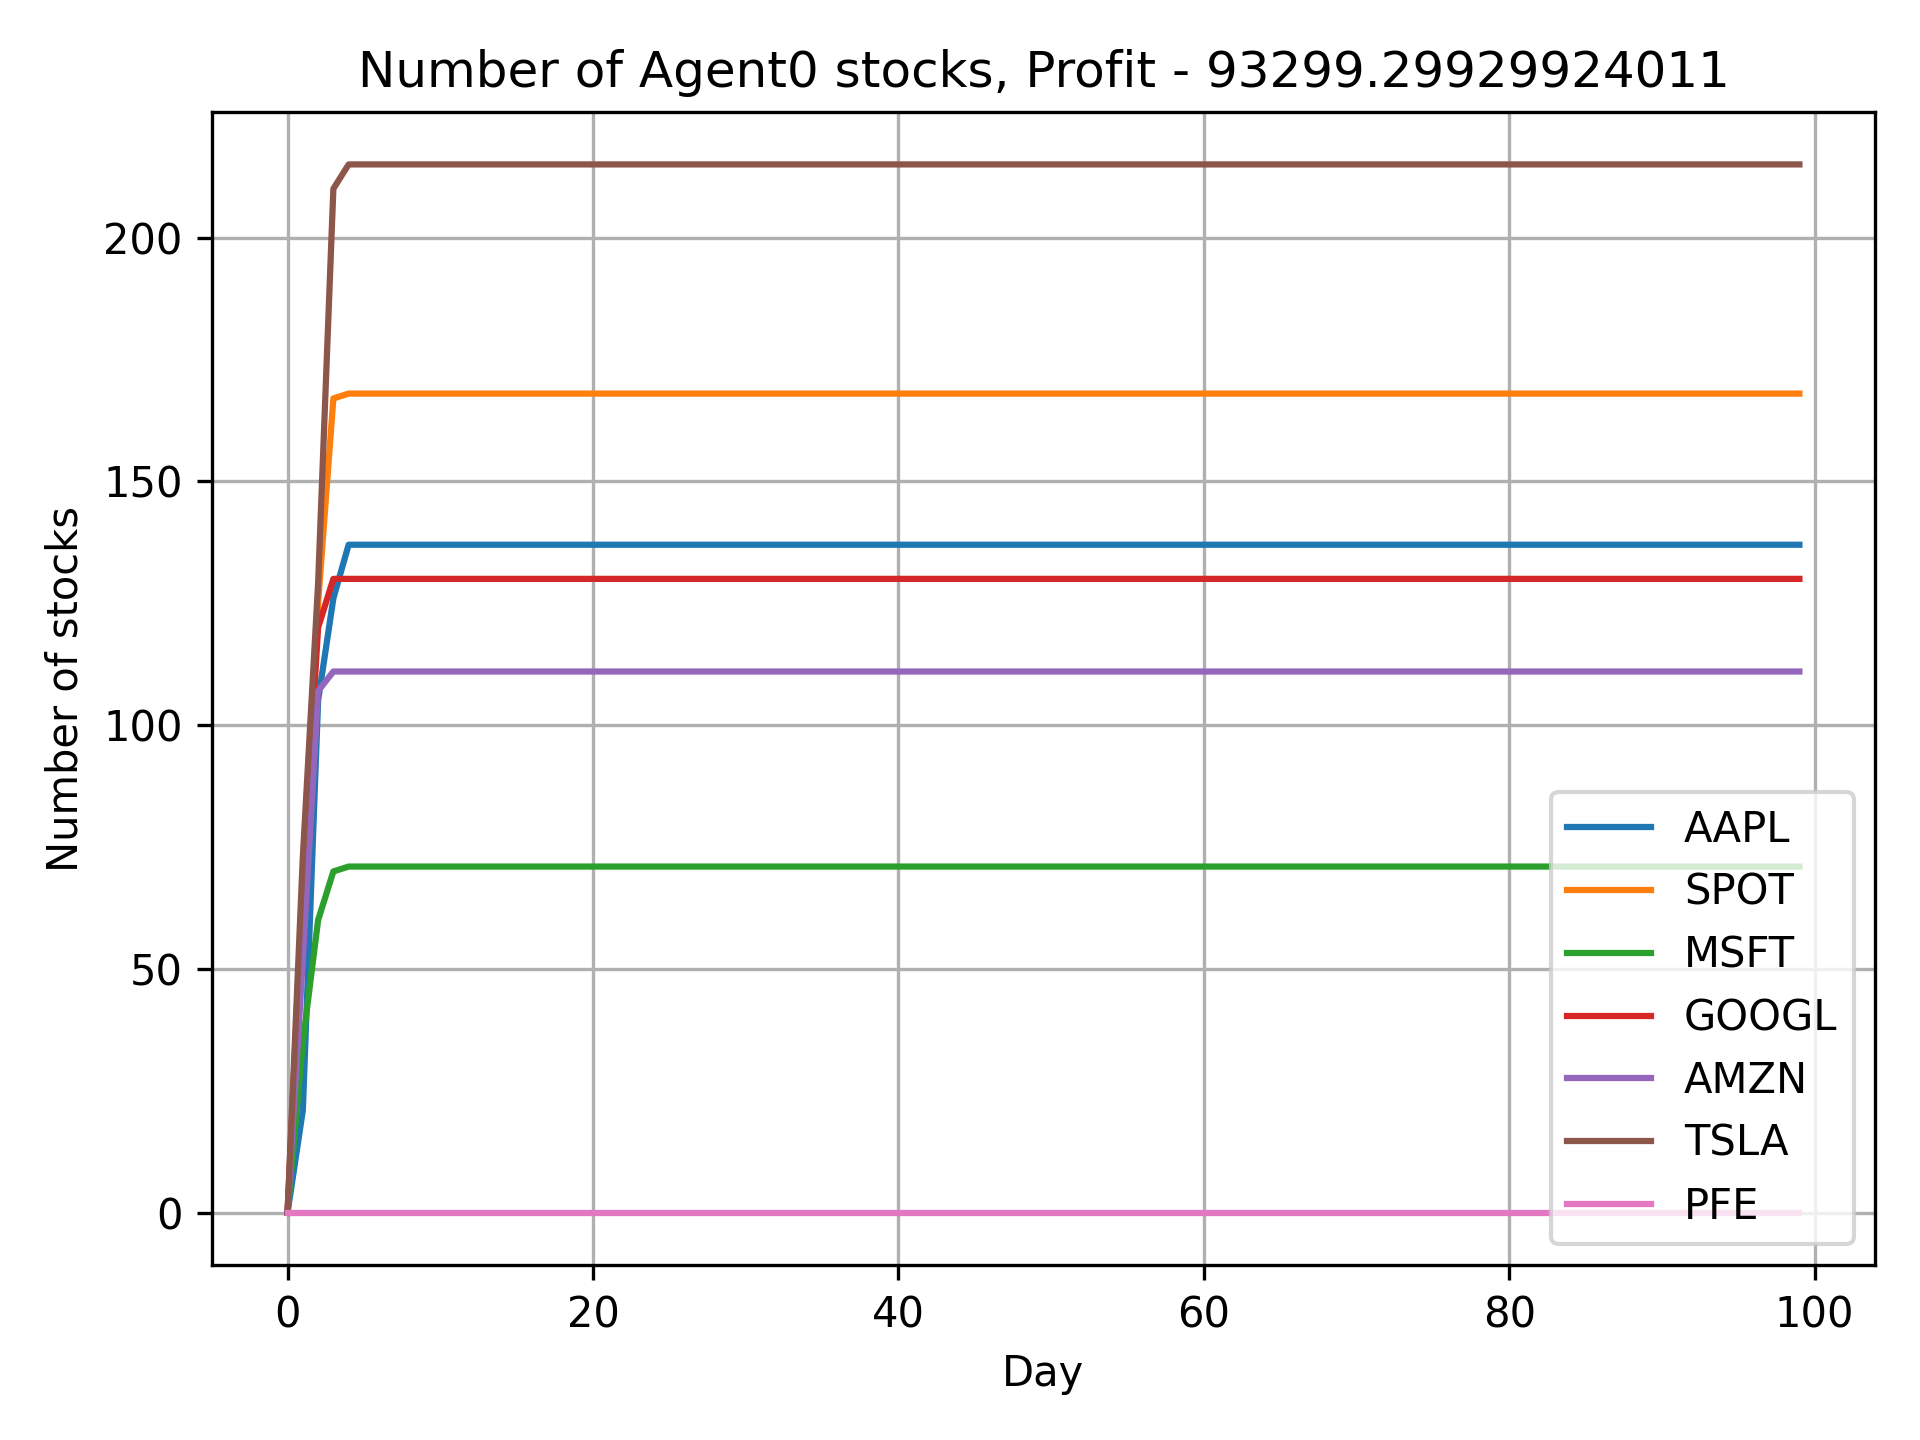 Number of Agent0 stocks, Profit - 93299.29929924011
Number of stocks
200
150
100
50
0
AAPL
SPOT
MSFT
GOOGL
AMZN
TSLA
PFE
0 20 40 60 80 100
Day